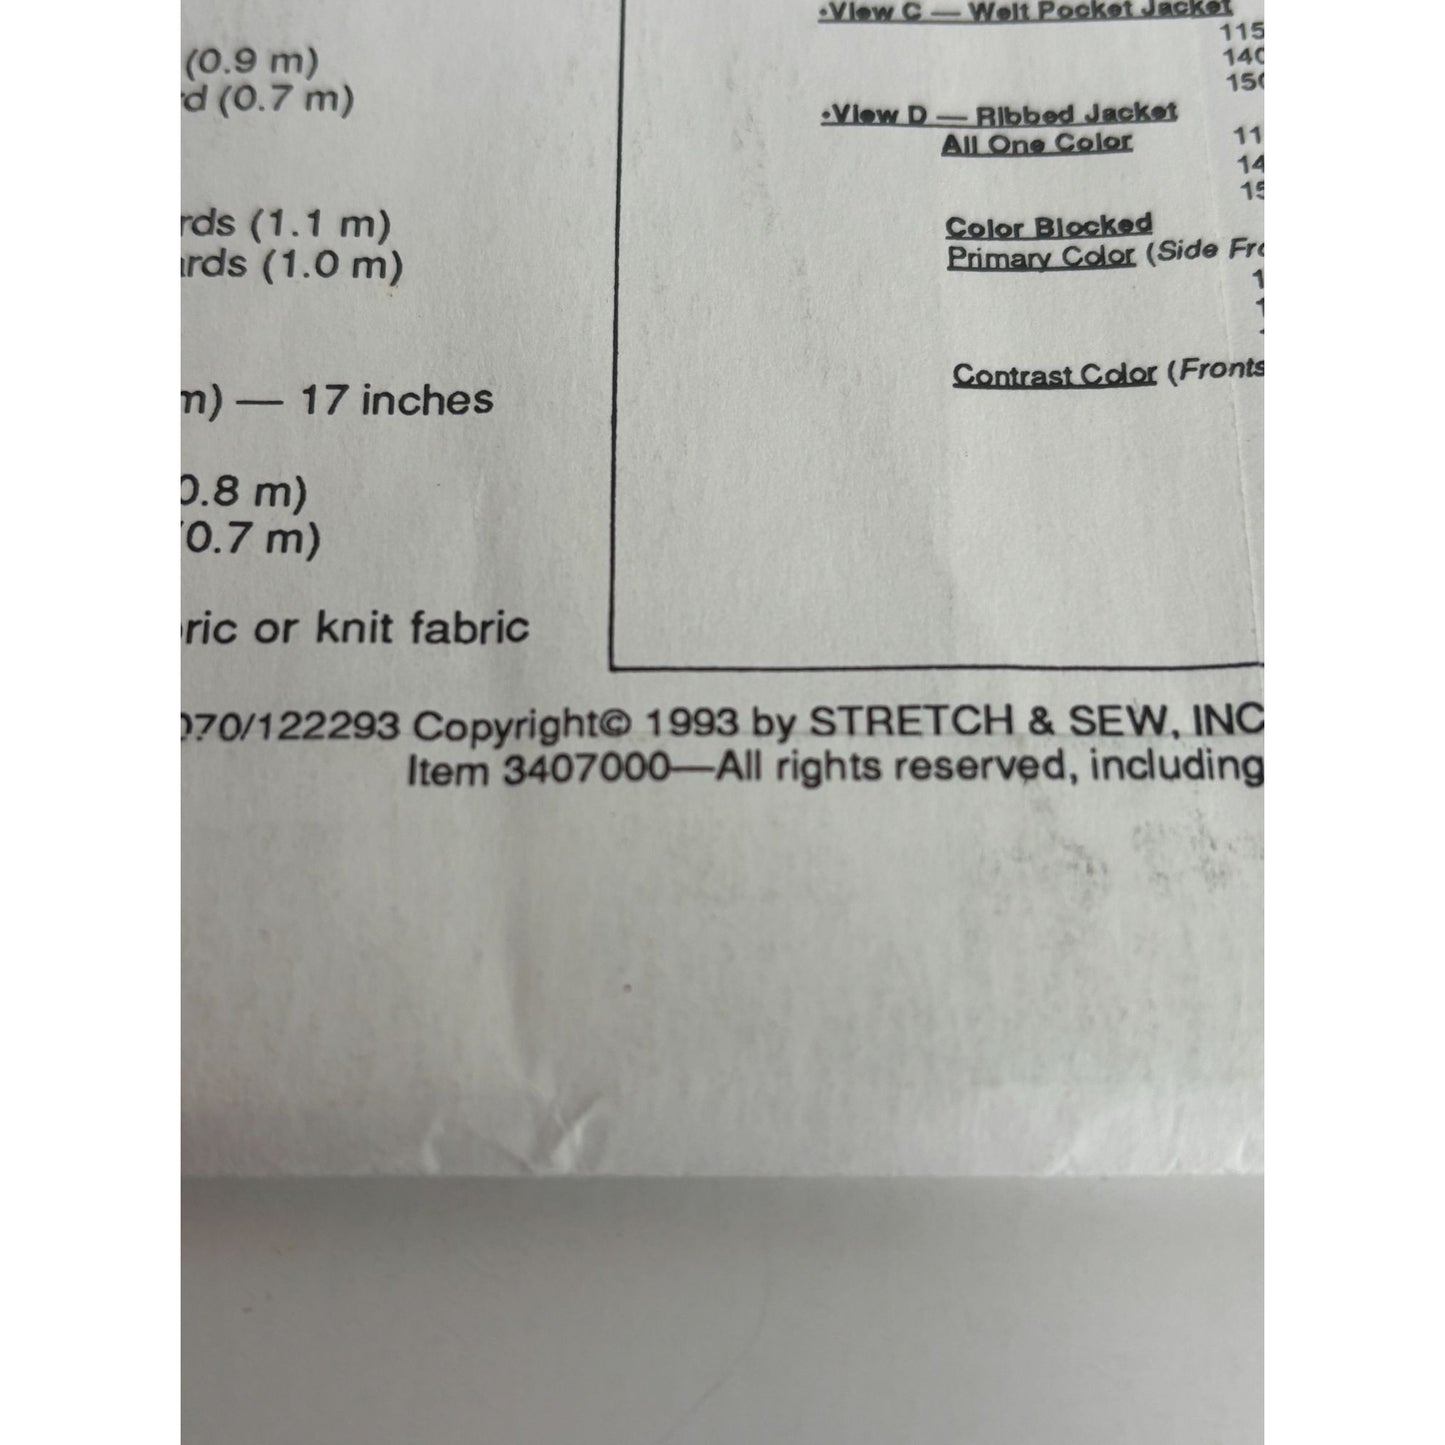 (0.9 m)
d (0.7 m)
rds (1.1 m)
rds (1.0 m)
m) — 17 inches
0.8 m)
(0.7 m)
ric or knit fabric
•View C — Welt Pocket Jacket
115
140
150
•View D — Ribbed Jacket
All One Color
11
14
15
Color Blocked
Primary Color (Side Fro
1
1
Contrast Color (Fronts
070/122293 Copyright© 1993 by STRETCH & SEW, INC
Item 3407000—All rights reserved, including